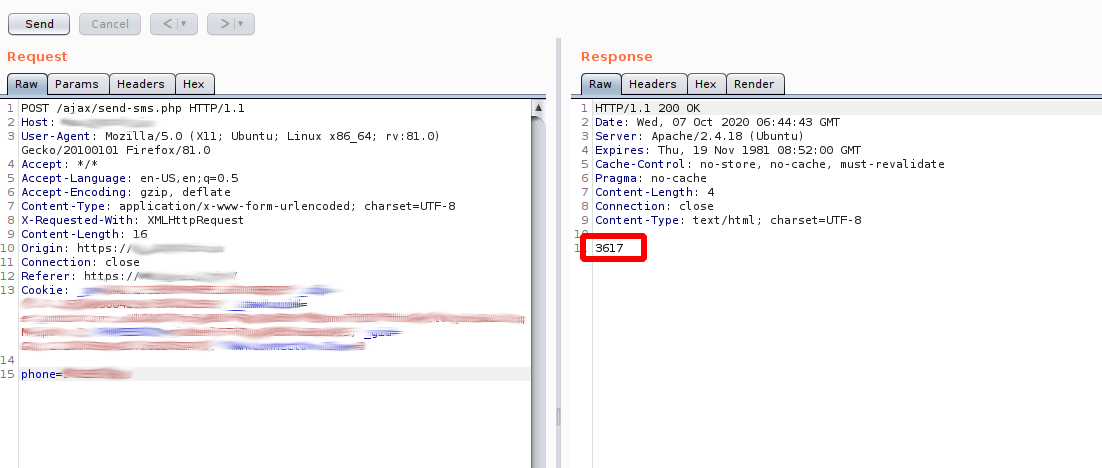 Send Cancel < >
Request
Raw Params Headers Hex
1 POST /ajax/send-sms.php HTTP/1.1
2 Host:
3 User-Agent: Mozilla/5.0 (X11; Ubuntu; Linux x86_64; rv:81.0)
Gecko/20100101 Firefox/81.0
4 Accept: */*
5 Accept-Language: en-US,en;q=0.5
6 Accept-Encoding: gzip, deflate
7 Content-Type: application/x-www-form-urlencoded; charset=UTF-8
8 X-Requested-With: XMLHttpRequest
9 Content-Length: 16
10 Origin: https://
11 Connection: close
12 Referer: https://
13 Cookie:
14
15 phone=
Response
Raw Headers Hex Render
1 HTTP/1.1 200 OK
2 Date: Wed, 07 Oct 2020 06:44:43 GMT
3 Server: Apache/2.4.18 (Ubuntu)
4 Expires: Thu, 19 Nov 1981 08:52:00 GMT
5 Cache-Control: no-store, no-cache, must-revalidate
6 Pragma: no-cache
7 Content-Length: 4
8 Connection: close
9 Content-Type: text/html; charset=UTF-8
10
11 3617